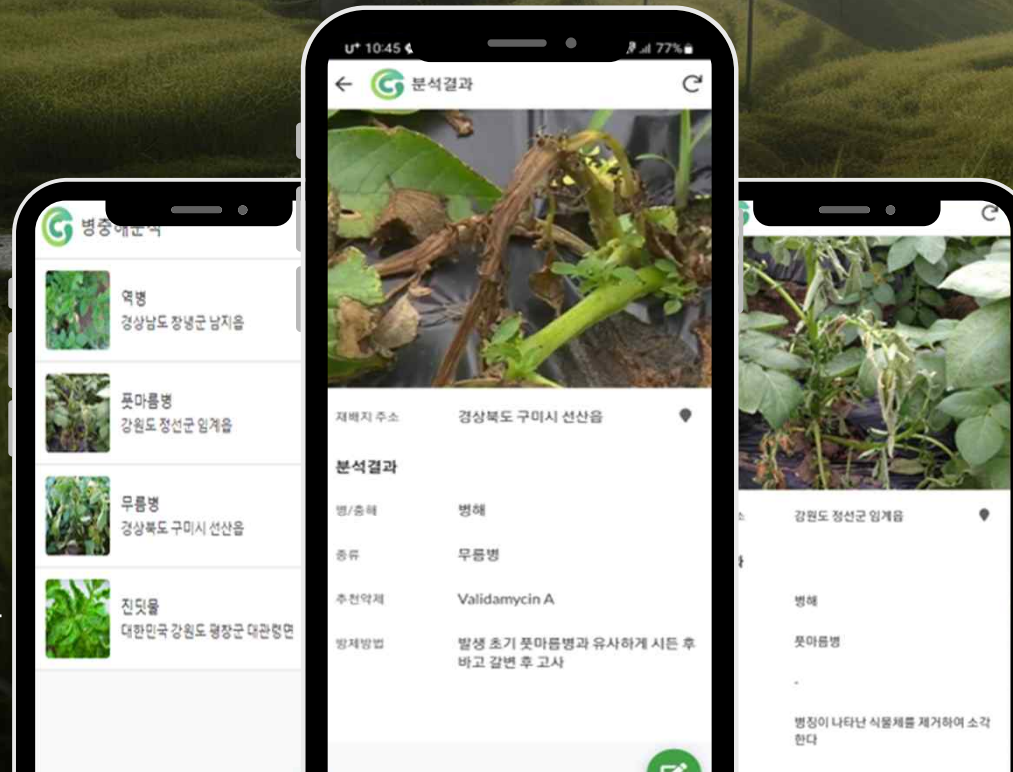 병충해분석
역병
경상남도 창녕군 남지읍
풋마름병
강원도 정선군 임계읍
무름병
경상북도 구미시 선산읍
진딧물
대한민국 강원도 평창군 대관령면
U+ 10:45
77%
분석결과
재배지 주소 경상북도 구미시 선산읍
분석결과
병/충해 병해
종류 무름병
추천약제 Validamycin A
방제방법 발생 초기 풋마름병과 유사하게 시든 후
바고 갈변 후 고사
강원도 정선군 임계읍
병해
풋마름병
-
병징이 나타난 식물체를 제거하여 소각
한다